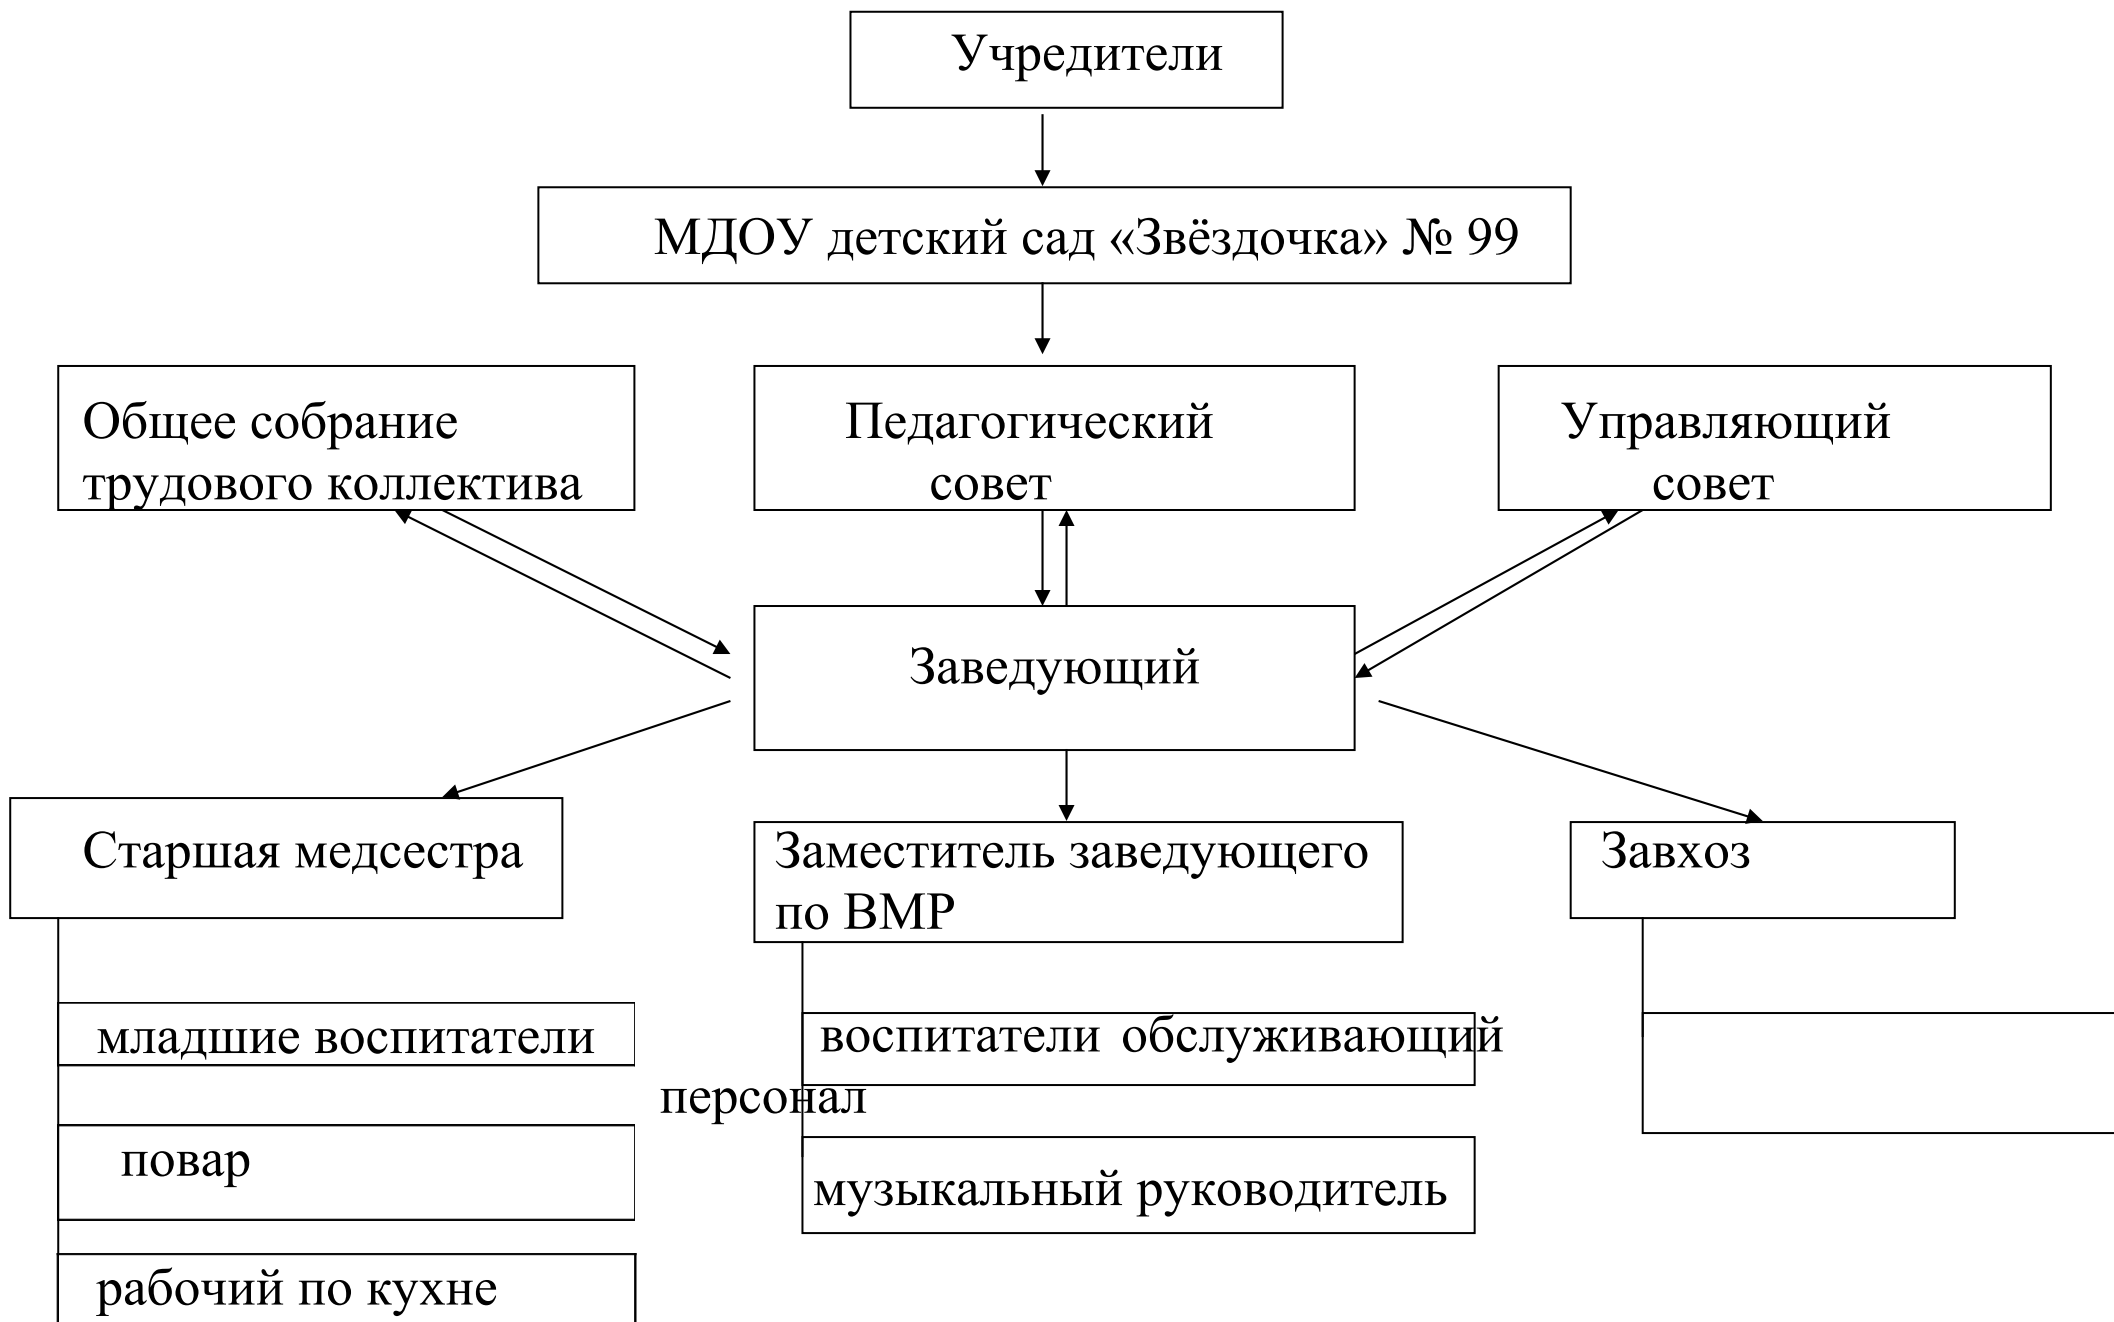 Учредители
МДОУ детский сад «Звёздочка» № 99
Общее собрание
трудового коллектива
Педагогический
совет
Управляющий
совет
Заведующий
Старшая медсестра
Заместитель заведующего
по ВМР
Завхоз
младшие воспитатели
воспитатели обслуживающий
персонал
повар
музыкальный руководитель
рабочий по кухне